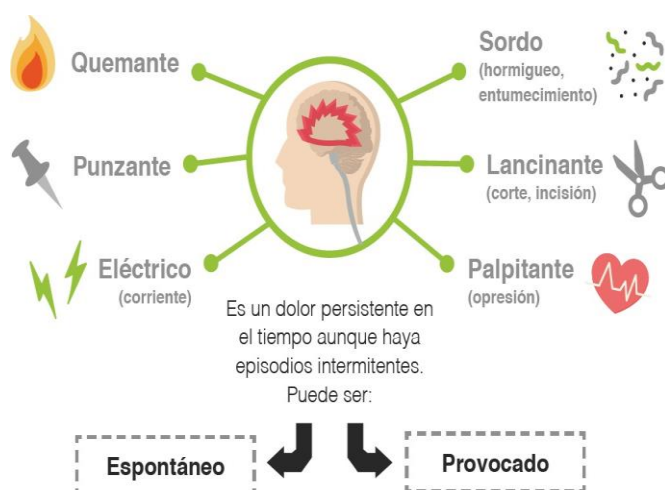 Quemante
Punzante
Eléctrico
(corriente)
Sordo
(hormigueo,
entumecimiento)
Lancinante
(corte, incisión)
Palpitante
(opresión)
Es un dolor persistente en
el tiempo aunque haya
episodios intermitentes.
Puede ser:
Espontáneo
Provocado